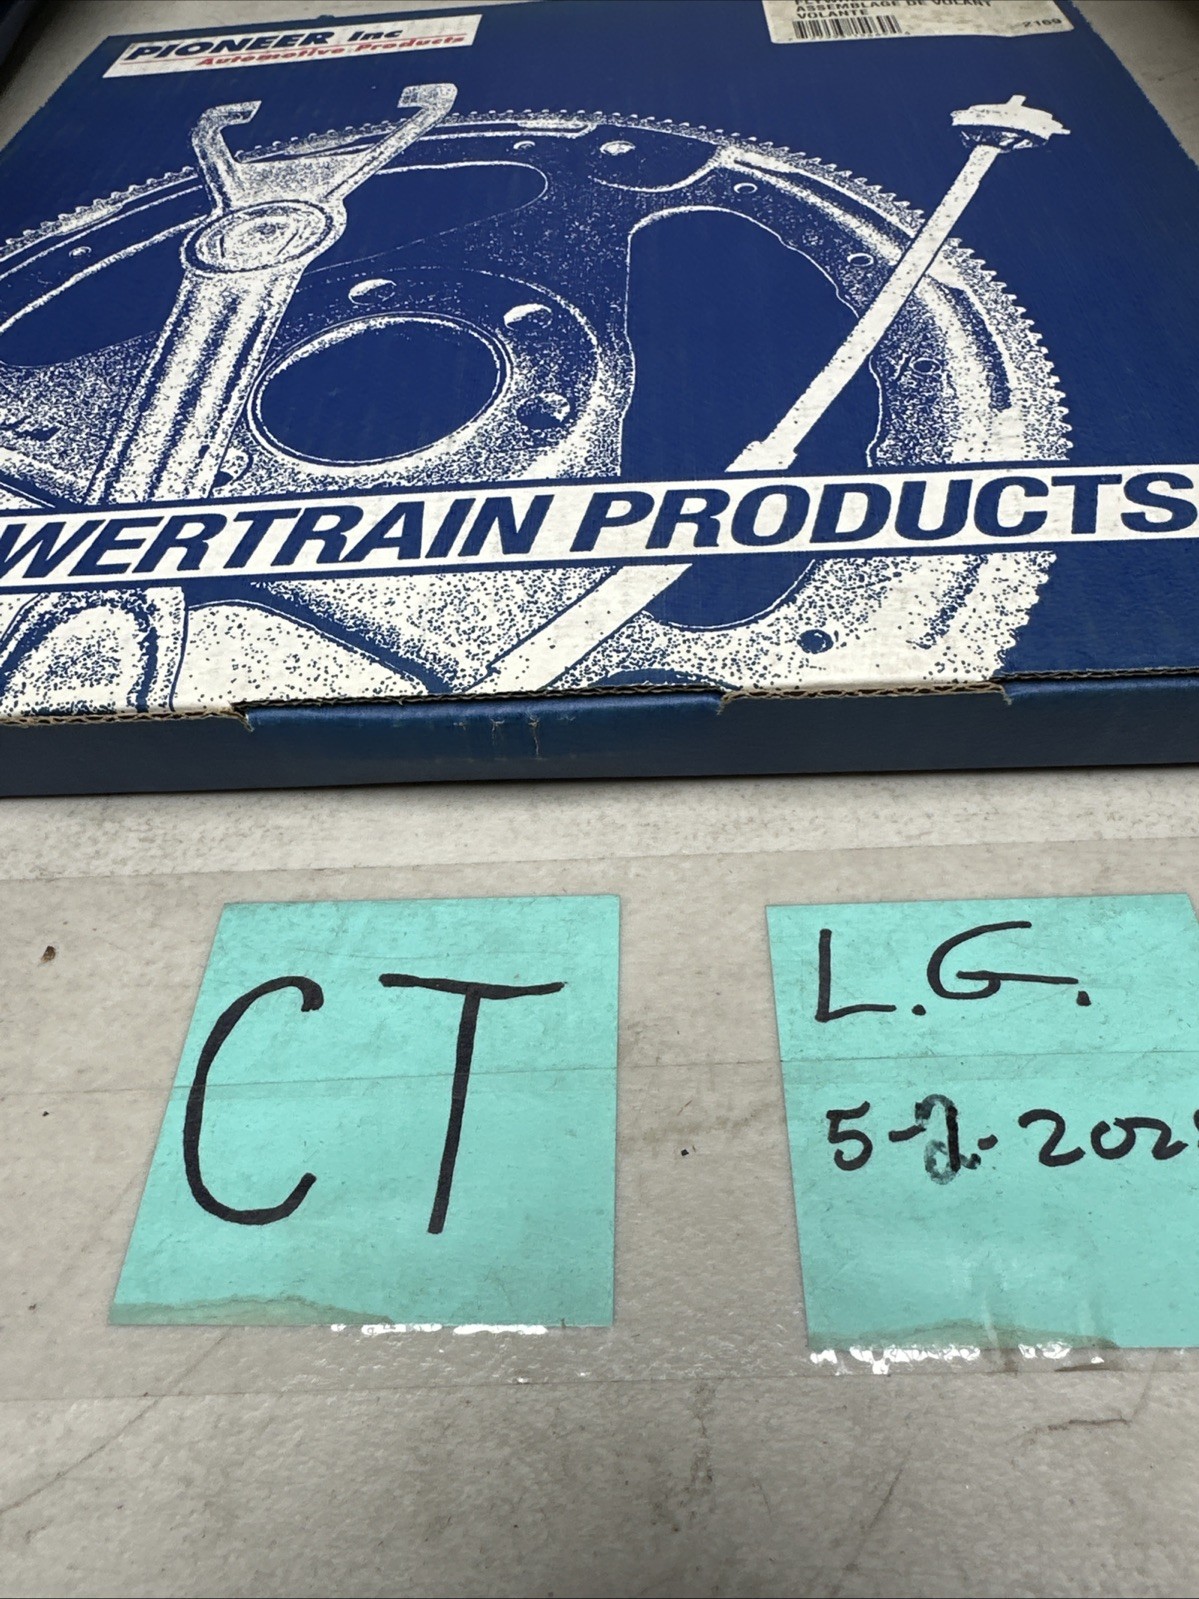 PIONEER Inc
Automotive Products
ASSEMBLAGE DE VOLANT
VOLANTE
WERTRAIN PRODUCTS
CT
L.G.